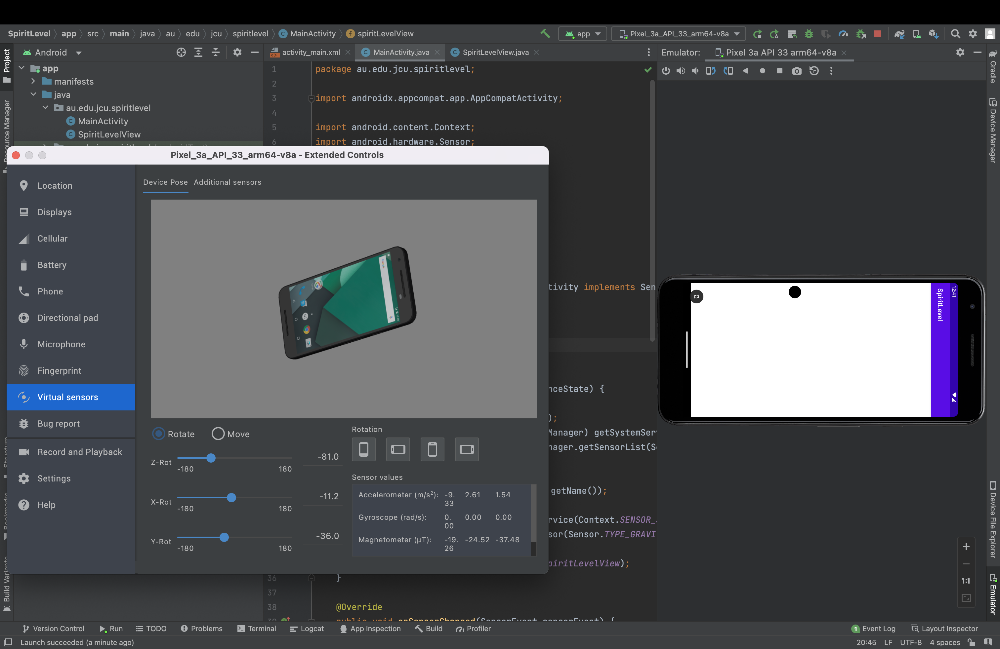 SpiritLevel app src main java au edu jcu spiritlevel MainActivity spiritLevelView
app
Pixel_3a_API_33_arm64-v8a
Project
Resource Manager
Structure
Bookmarks
Build Variants
Android
app
manifests
java
au.edu.jcu.spiritlevel
MainActivity
SpiritLevelView
activity_main.xml
MainActivity.java
SpiritLevelView.java
1 package au.edu.jcu.spiritlevel;
2
3 import androidx.appcompat.app.AppCompatActivity;
4
5 import android.content.Context;
6 import android.hardware.Sensor;
tivity implements Sen
nceState) {
);
Manager) getSystemSer
nager.getSensorList(S
getName());
rvice(Context.SENSOR_
sor(Sensor.TYPE_GRAVI
piritLevelView);
36 }
37
38 @Override
39 public void onSensorChanged(SensorEvent sensorEvent) {
Pixel_3a_API_33_arm64-v8a - Extended Controls
Location
Displays
Cellular
Battery
Phone
Directional pad
Microphone
Fingerprint
Virtual sensors
Bug report
Record and Playback
Settings
Help
Device Pose Additional sensors
Google
Rotate Move
Z-Rot -180 180 -81.0
X-Rot -180 180 -11.2
Y-Rot -180 180 -36.0
Rotation
Sensor values
Accelerometer (m/s²): -9.33 2.61 1.54
Gyroscope (rad/s): 0.00 0.00 0.00
Magnetometer (μT): -19.26 -24.52 -37.48
Emulator: Pixel 3a API 33 arm64-v8a
12:41
SpiritLevel
1:1
Gradle
Device Manager
Device File Explorer
Emulator
Version Control Run TODO Problems Terminal Logcat App Inspection Build Profiler
1 Event Log Layout Inspector
Launch succeeded (a minute ago)
20:45 LF UTF-8 4 spaces